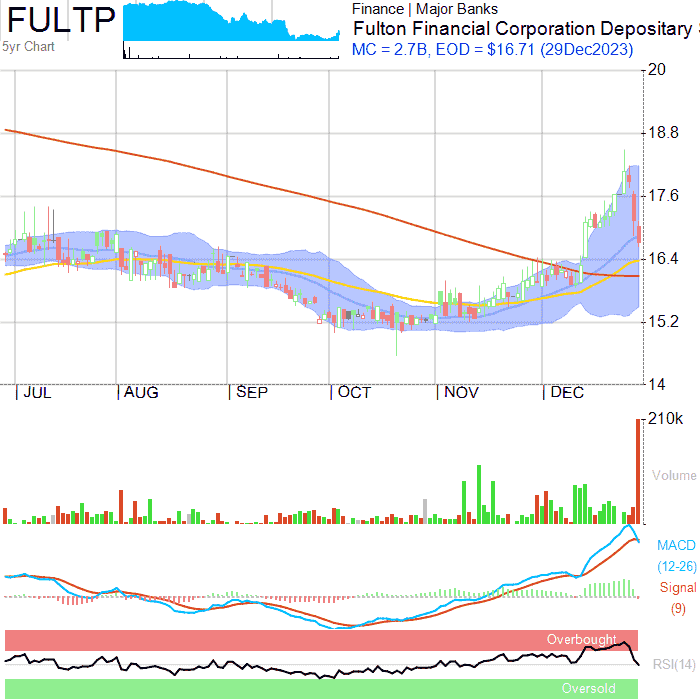 FULTP
5yr Chart
Finance | Major Banks
Fulton Financial Corporation Depositary
MC = 2.7B, EOD = $16.71 (29Dec2023)
20
18.8
17.6
16.4
15.2
14
JUL AUG SEP OCT NOV DEC
210k
Volume
MACD
(12-26)
Signal
(9)
Overbought
RSI(14)
Oversold